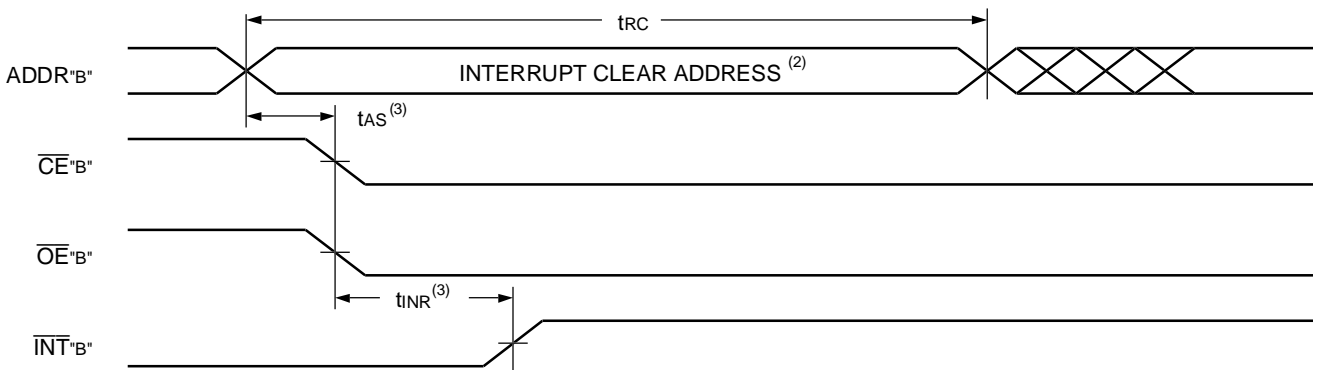 tRC
ADDR"B"
INTERRUPT CLEAR ADDRESS (2)
tAS(3)
CE"B"
OE"B"
tINR(3)
INT"B"